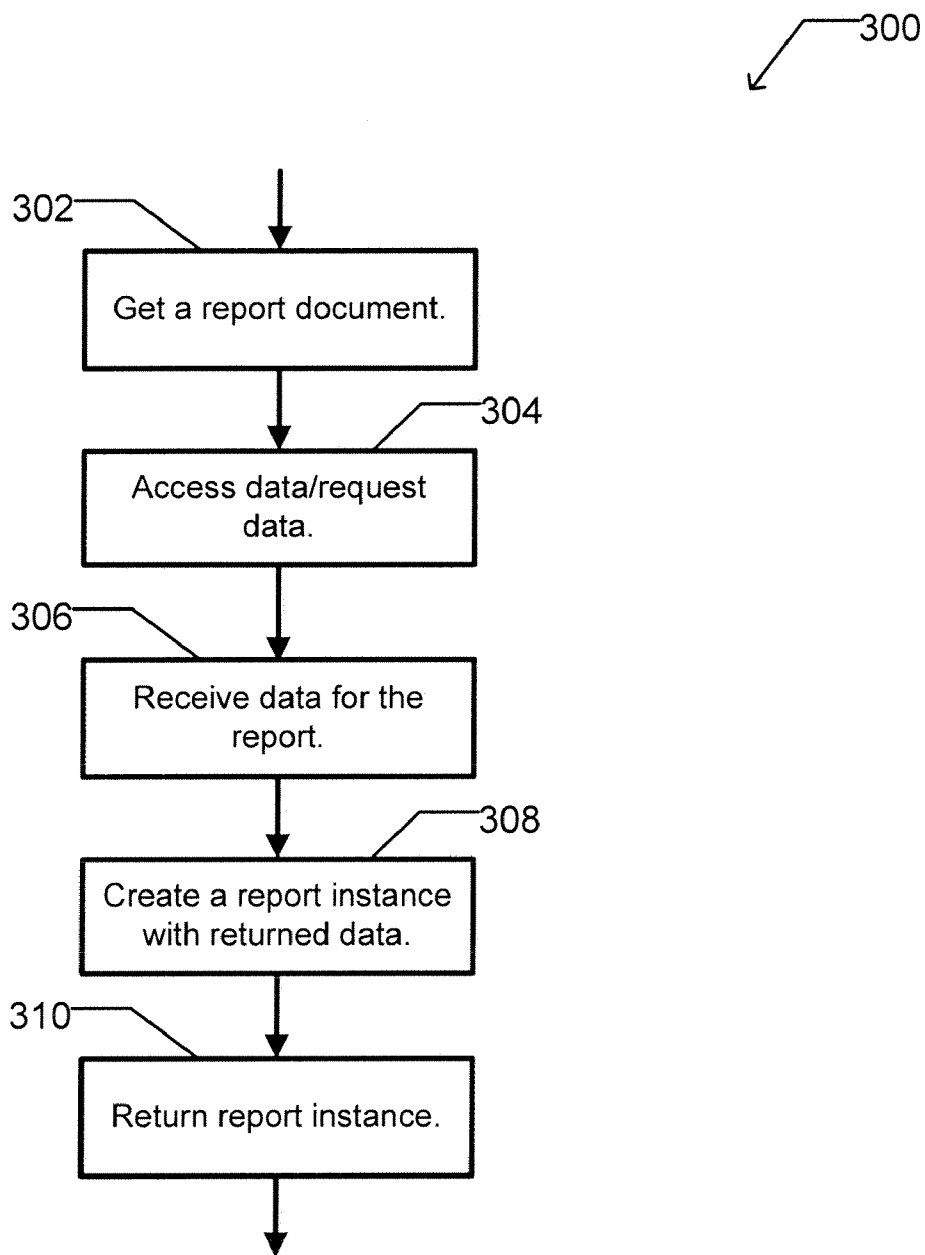 300
302
Get a report document.
304
Access data/request
data.
306
Receive data for the
report.
308
Create a report instance
with returned data.
310
Return report instance.